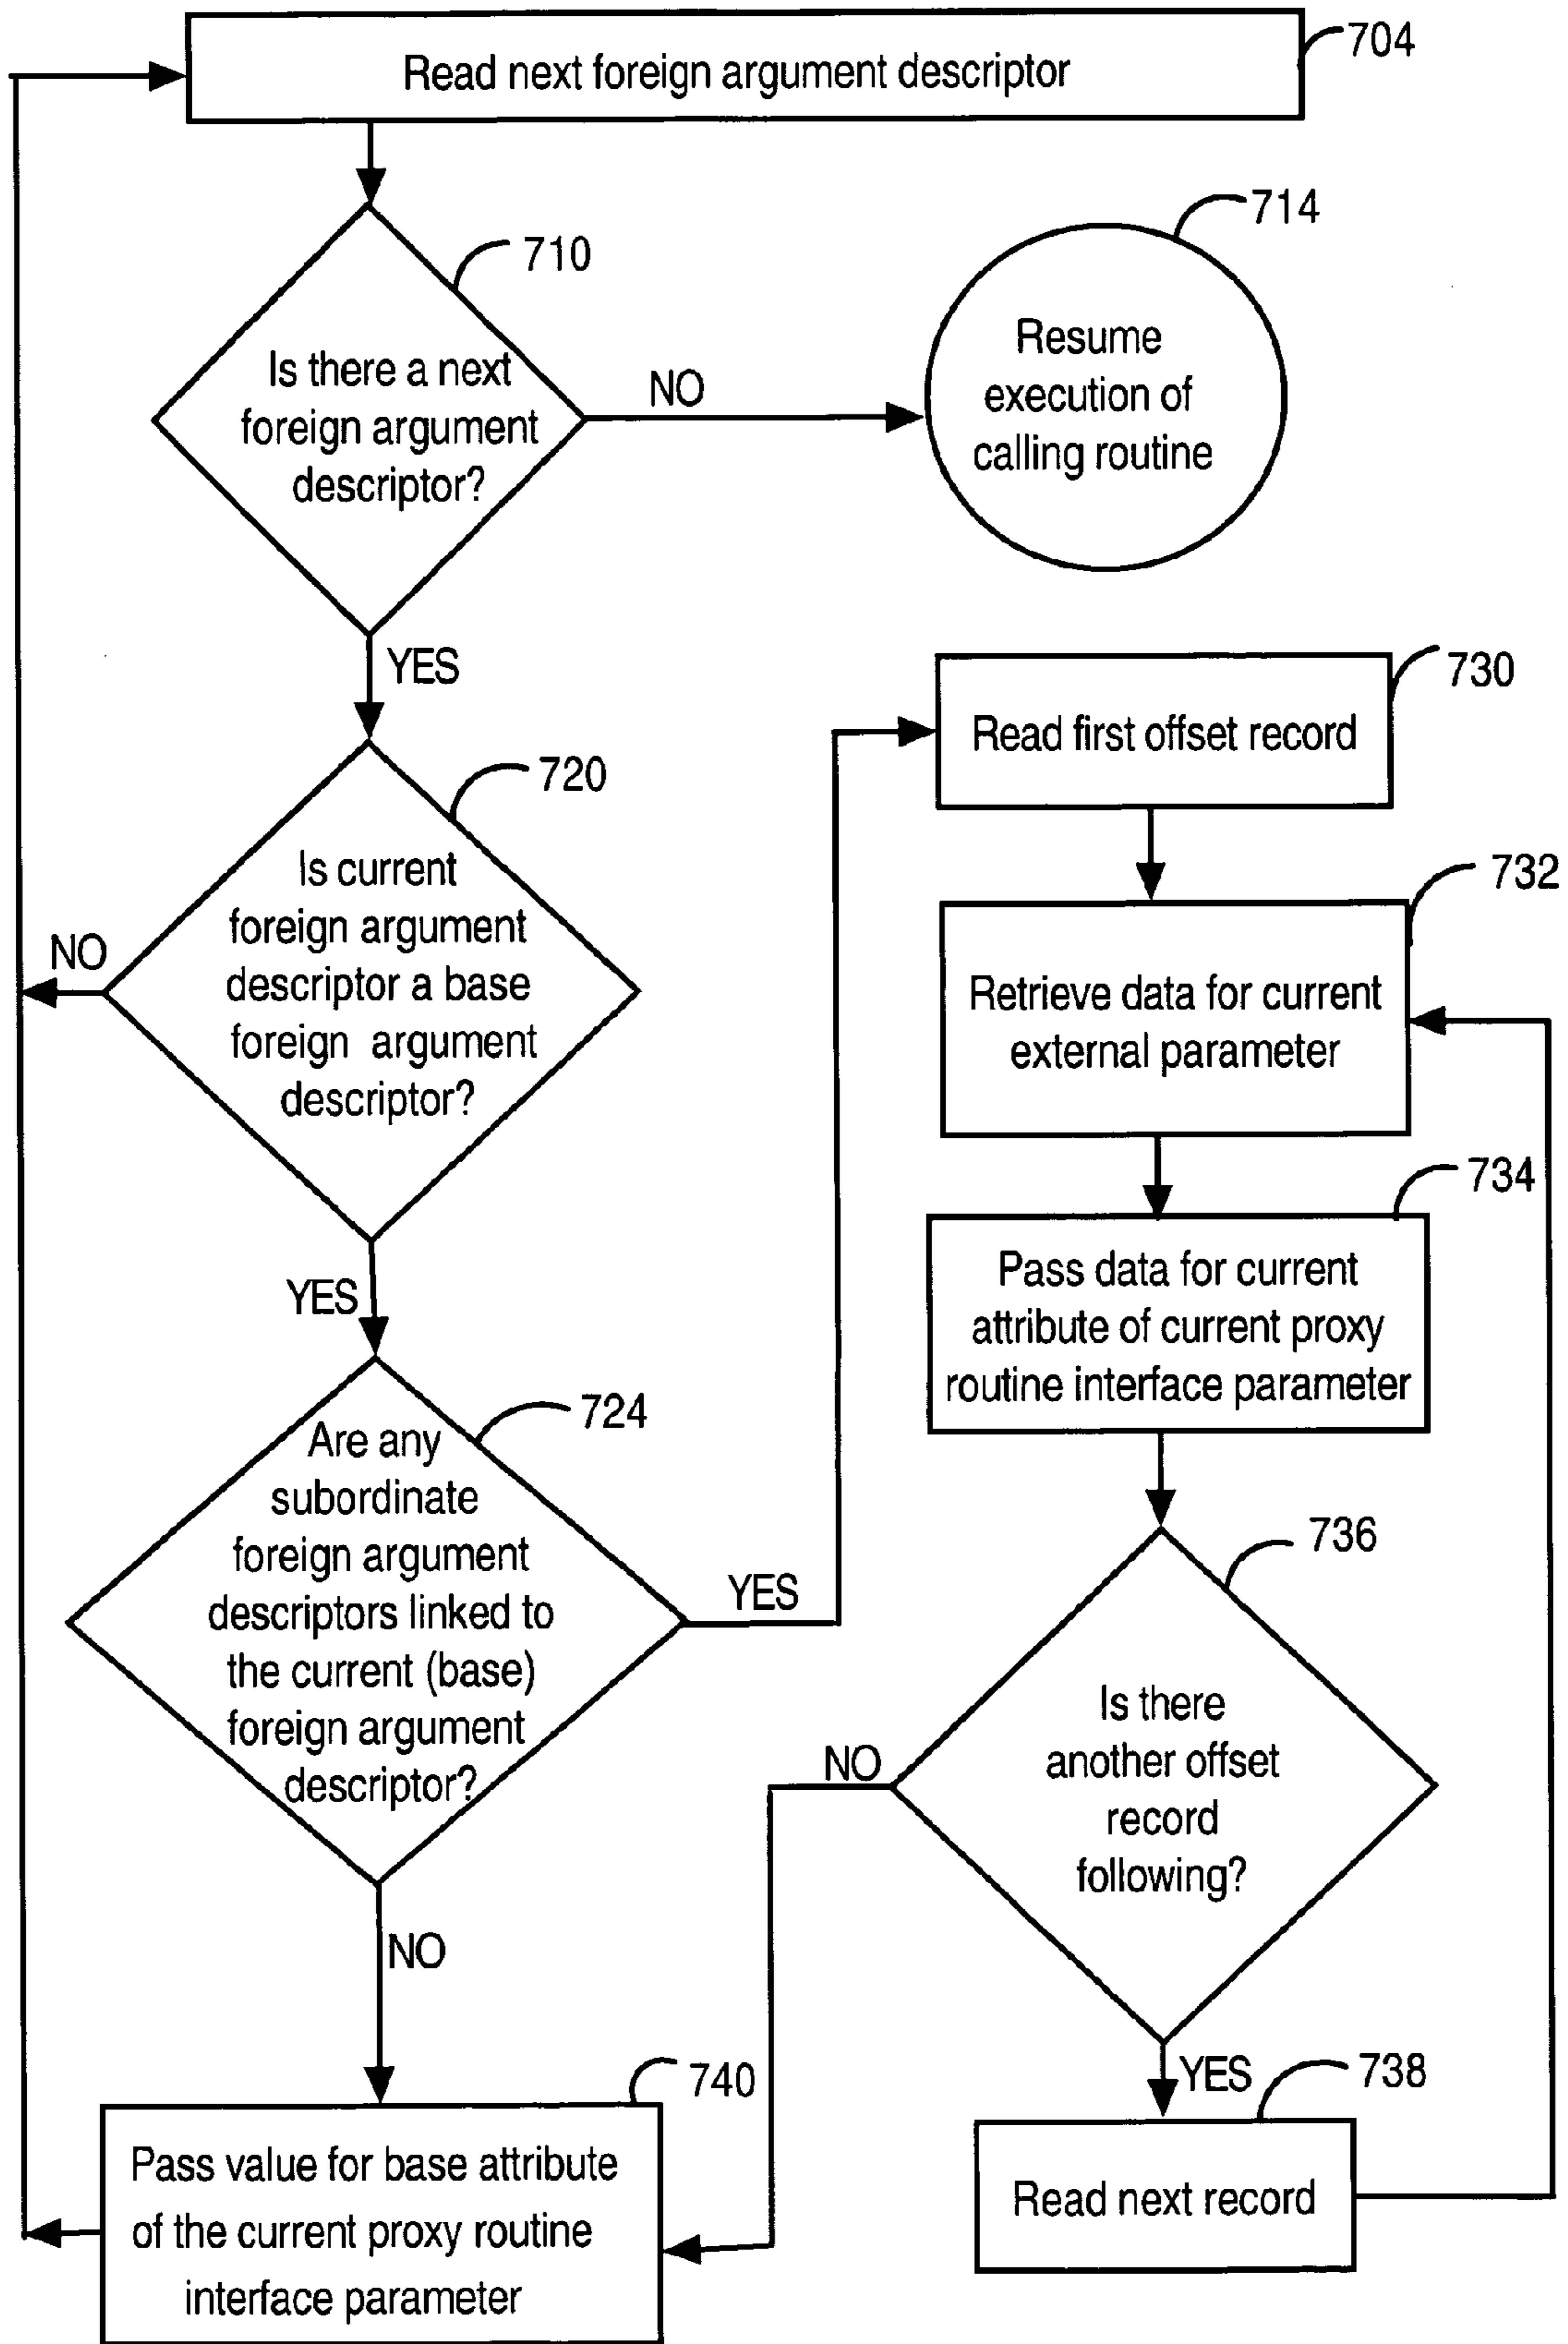 704
Read next foreign argument descriptor
714
710
Resume
execution of
calling routine
Is there a next
foreign argument
descriptor?
NO
YES
730
Read first offset record
720
Is current
foreign argument
descriptor a base
foreign argument
descriptor?
NO
732
Retrieve data for current
external parameter
734
Pass data for current
attribute of current proxy
routine interface parameter
YES
724
Are any
subordinate
foreign argument
descriptors linked to
the current (base)
foreign argument
descriptor?
YES
736
Is there
another offset
record
following?
NO
NO
YES
738
Read next record
740
Pass value for base attribute
of the current proxy routine
interface parameter